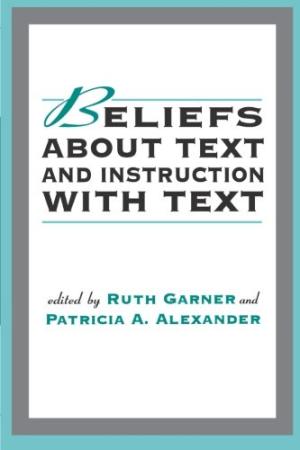 BELIEFS
ABOUT TEXT
AND INSTRUCTION
WITH TEXT
edited by RUTH GARNER and
PATRICIA A. ALEXANDER